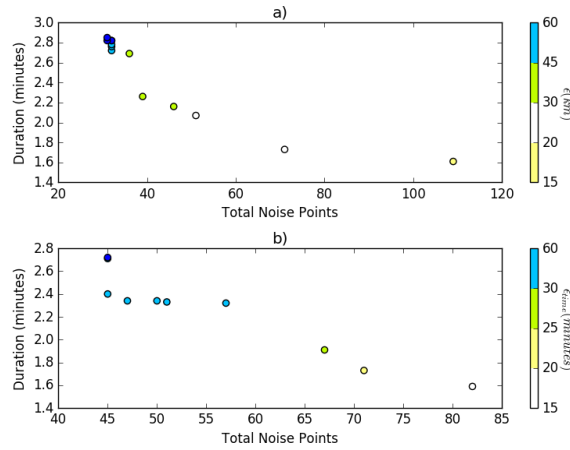 a)
3.0
2.8
2.6
2.4
2.2
2.0
1.8
1.6
1.4
Duration (minutes)
20 40 60 80 100 120
Total Noise Points
60
45
30
20
15
ϵ(Km)
b)
2.8
2.6
2.4
2.2
2.0
1.8
1.6
1.4
Duration (minutes)
40 45 50 55 60 65 70 75 80 85
Total Noise Points
60
30
25
20
15
ϵtime(minutes)